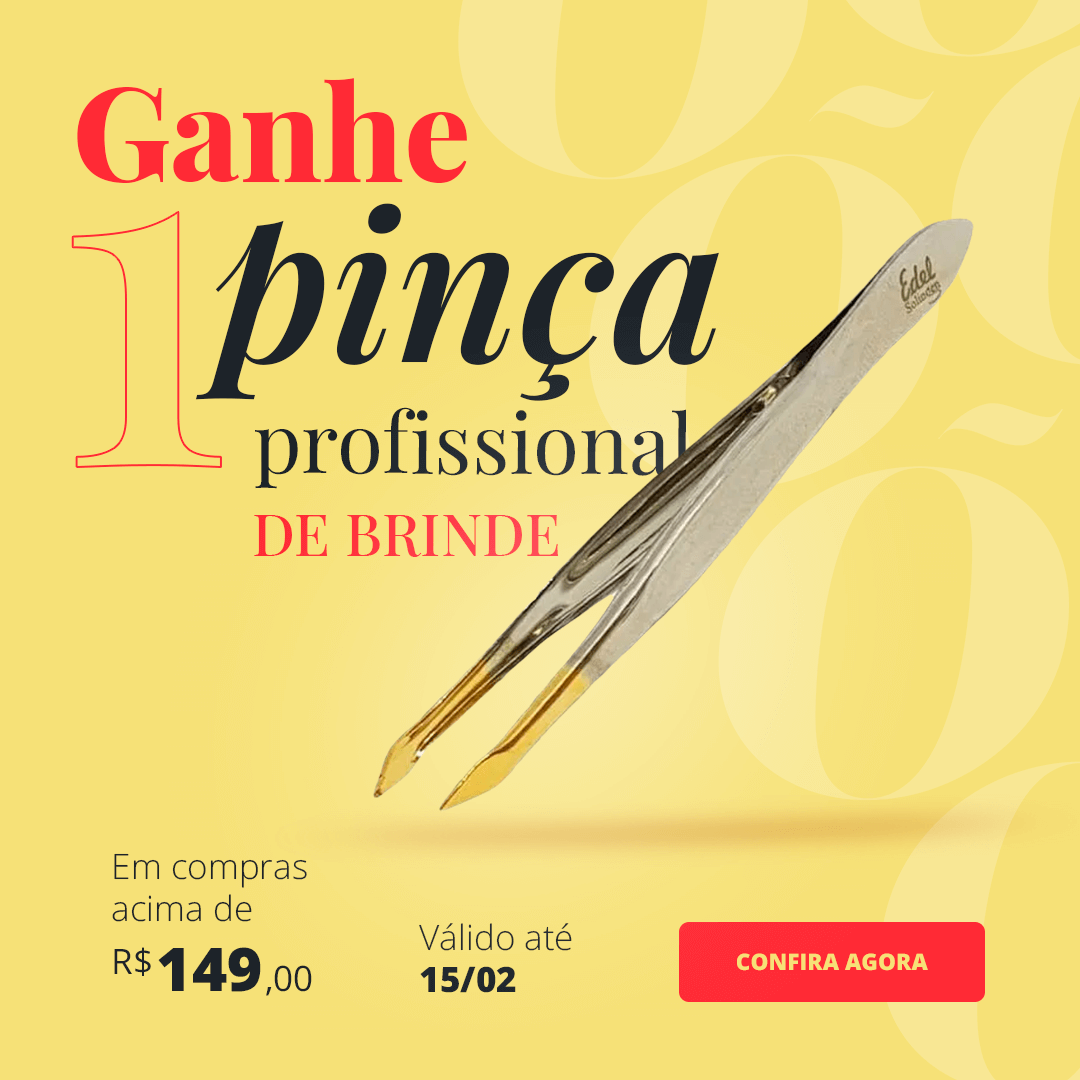 Ganhe
1 pinça
profissional
DE BRINDE
Edel
Solingen
Em compras
acima de
R$149,00
Válido até
15/02
CONFIRA AGORA